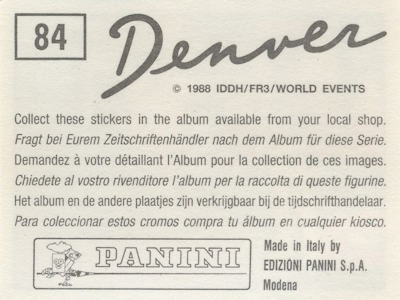 84
Denver
© 1988 IDDH/FR3/WORLD EVENTS
Collect these stickers in the album available from your local shop.
Fragt bei Eurem Zeitschriftenhändler nach dem Album für diese Serie.
Demandez à votre détaillant l'Album pour la collection de ces images.
Chiedete al vostro rivenditore l'album per la raccolta di queste figurine.
Het album en de andere plaatjes zijn verkrijgbaar bij de tijdschrifthandelaar.
Para coleccionar estos cromos compra tu álbum en cualquier kiosco.
PANINI
Made in Italy by
EDIZIONI PANINI S.p.A.
Modena